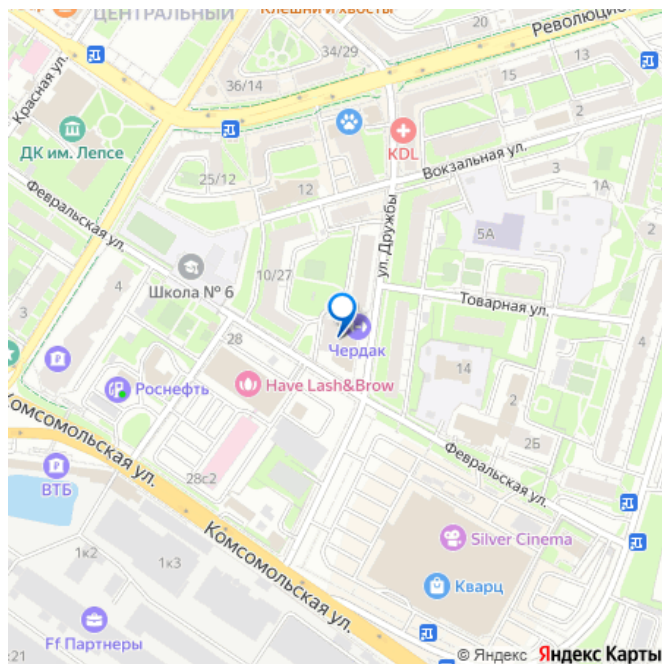 ЦЕНТРАЛЬНЫЙ
Клешни и хвосты
20
Революцио
34/29
36/14
Красная ул.
15
13
2
ДК им. Лепсе
KDL
25/12
12
Вокзальная ул.
3
1А
Февральская ул.
ул. Дружбы
5А
Школа № 6
10/27
4
3
Товарная ул.
28
Чердак
Роснефть
Have Lash&Brow
14
4
2
2Б
Комсомольская ул.
28с2
Февральская ул.
ВТБ
Комсомольская ул.
Silver Cinema
1к2
1к3
Кварц
Ff Партнеры
:21
© Яндекс Яндекс Карты